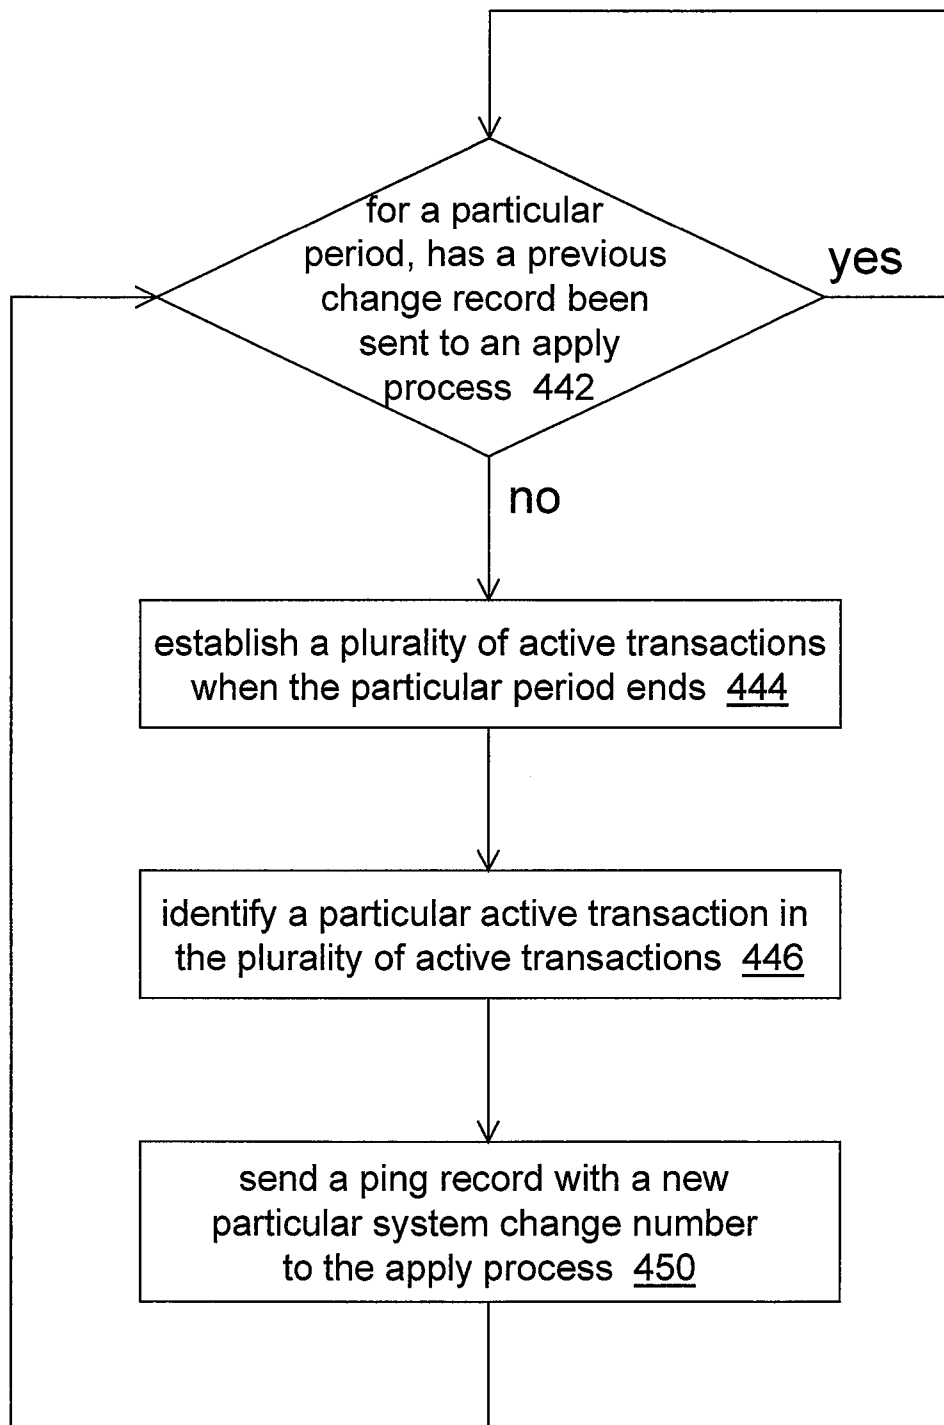 for a particular
period, has a previous
change record been
sent to an apply
process 442
yes
no
establish a plurality of active transactions
when the particular period ends 444
identify a particular active transaction in
the plurality of active transactions 446
send a ping record with a new
particular system change number
to the apply process 450